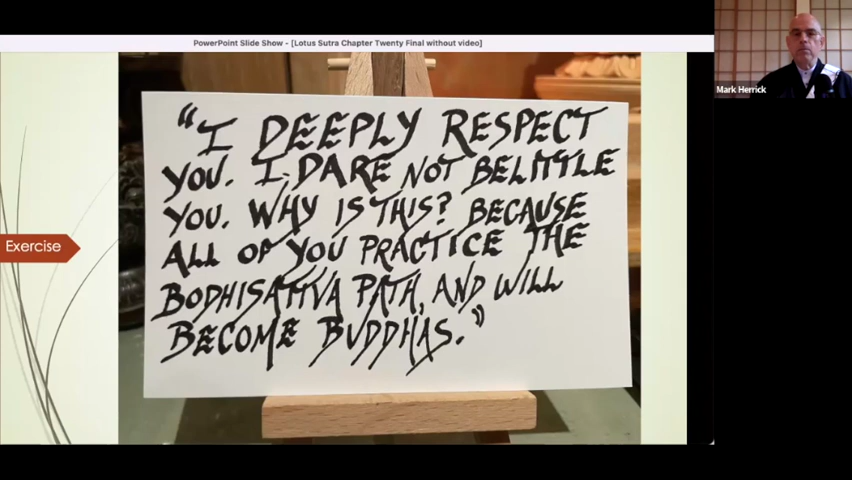 PowerPoint Slide Show - [Lotus Sutra Chapter Twenty Final without video]
Mark Herrick
Exercise
"I DEEPLY RESPECT
YOU. I DARE NOT BELITTLE
YOU. WHY IS THIS? BECAUSE
ALL OF YOU PRACTICE THE
BODHISATTVA PATH, AND WILL
BECOME BUDDHAS."